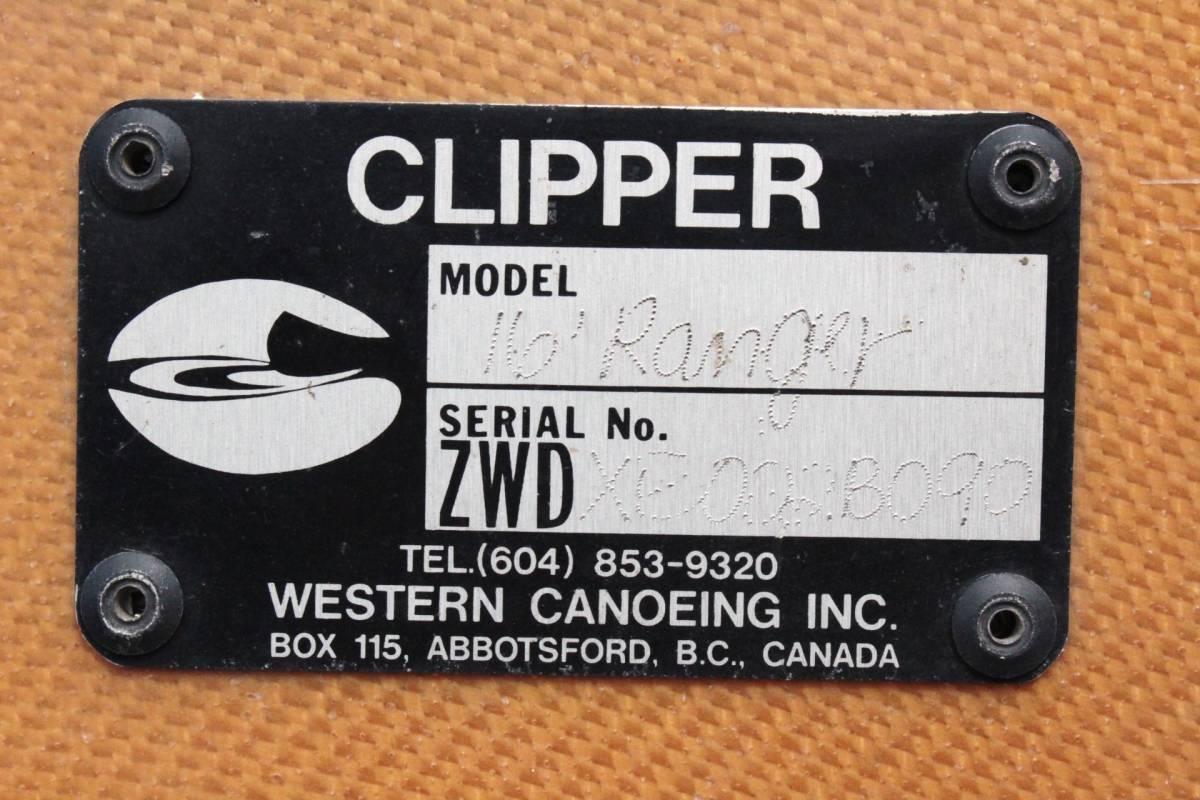 CLIPPER
MODEL
16' Ranger
SERIAL No.
ZWD
TEL.(604) 853-9320
WESTERN CANOEING INC.
BOX 115, ABBOTSFORD, B.C., CANADA